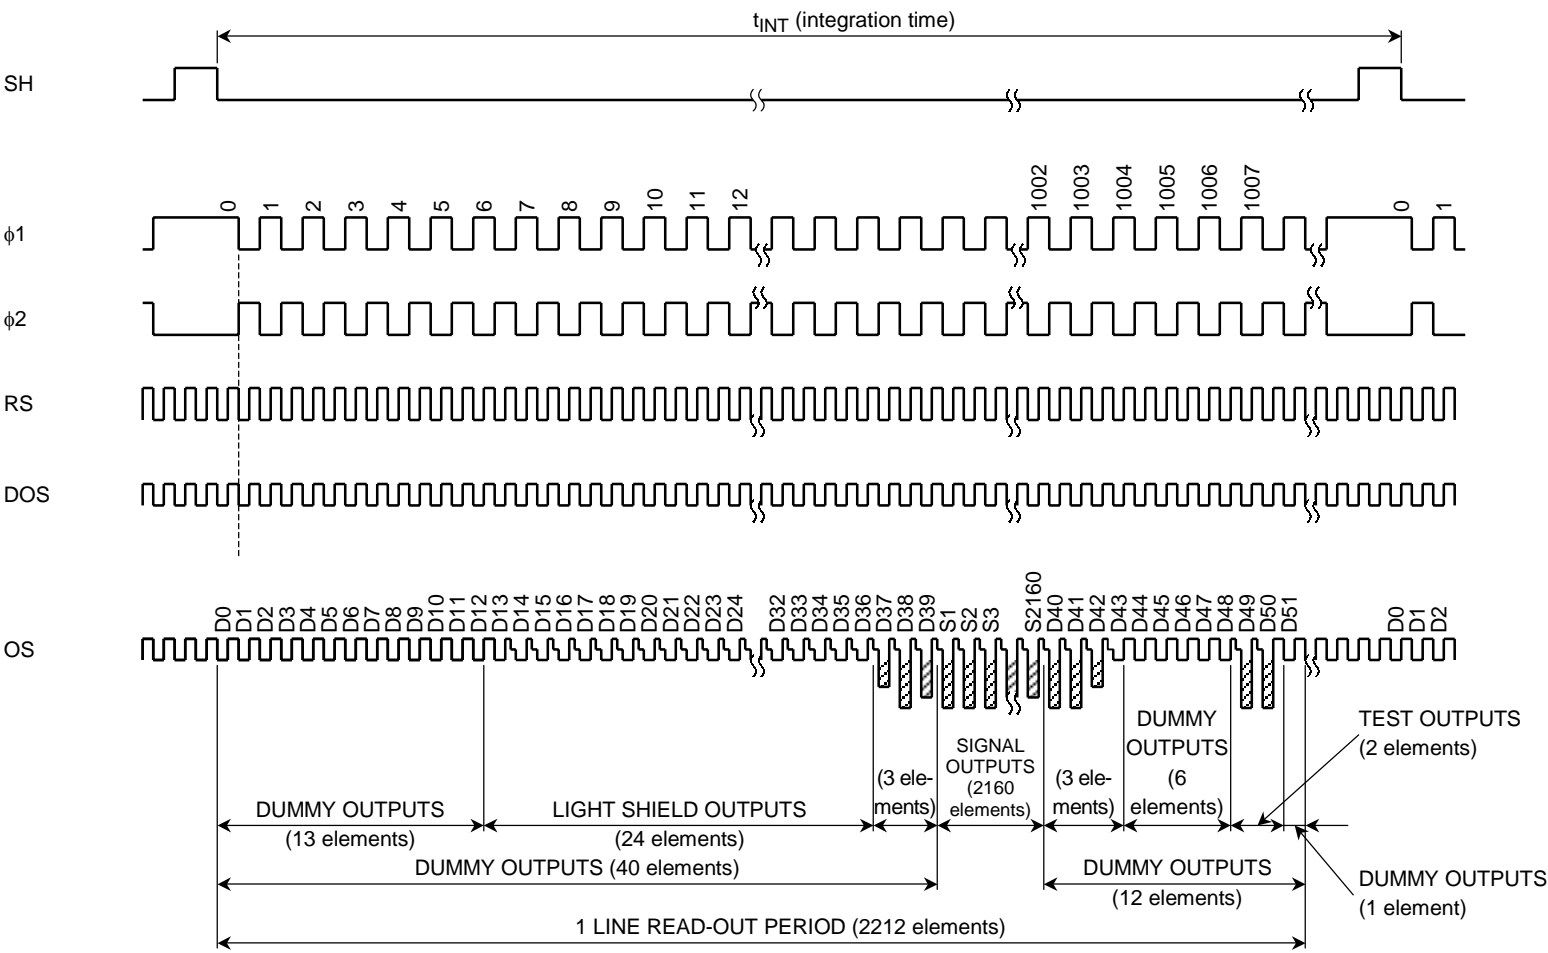 tINT (integration time)
SH
0 1 2 3 4 5 6 7 8 9 10 11 12 1002 1003 1004 1005 1006 1007 0 1
ϕ1
ϕ2
RS
DOS
D0 D1 D2 D3 D4 D5 D6 D7 D8 D9 D10 D11 D12 D13 D14 D15 D16 D17 D18 D19 D20 D21 D22 D23 D24 D32 D33 D34 D35 D36 D37 D38 D39 S1 S2 S3 S2160 D40 D41 D42 D43 D44 D45 D46 D47 D48 D49 D50 D51 D0 D1 D2
OS
DUMMY OUTPUTS
(13 elements)
LIGHT SHIELD OUTPUTS
(24 elements)
(3 ele-
ments)
SIGNAL
OUTPUTS
(2160
elements)
(3 ele-
ments)
DUMMY
OUTPUTS
(6
elements)
TEST OUTPUTS
(2 elements)
DUMMY OUTPUTS (40 elements)
DUMMY OUTPUTS
(12 elements)
DUMMY OUTPUTS
(1 element)
1 LINE READ-OUT PERIOD (2212 elements)